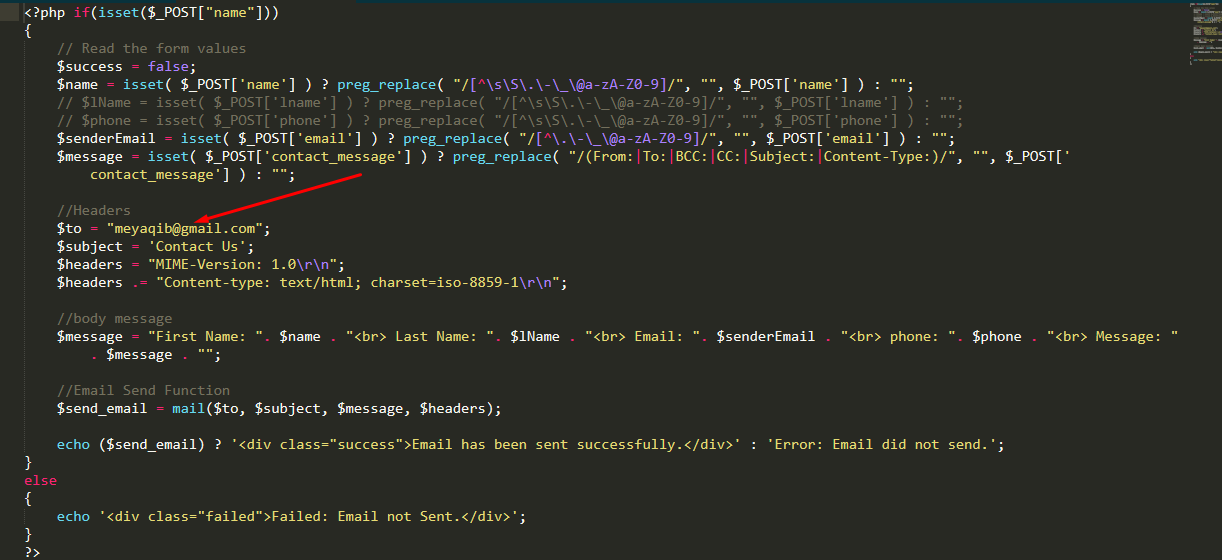 <?php if(isset($_POST["name"]))
{
// Read the form values
$success = false;
$name = isset( $_POST['name'] ) ? preg_replace( "/[^\s\S\.\-\_\@a-zA-Z0-9]/", "", $_POST['name'] ) : "";
// $lName = isset( $_POST['lname'] ) ? preg_replace( "/[^\s\S\.\-\_\@a-zA-Z0-9]/", "", $_POST['lname'] ) : "";
// $phone = isset( $_POST['phone'] ) ? preg_replace( "/[^\s\S\.\-\_\@a-zA-Z0-9]/", "", $_POST['phone'] ) : "";
$senderEmail = isset( $_POST['email'] ) ? preg_replace( "/[^\.\-\_\@a-zA-Z0-9]/", "", $_POST['email'] ) : "";
$message = isset( $_POST['contact_message'] ) ? preg_replace( "/(From:|To:|BCC:|CC:|Subject:|Content-Type:)/", "", $_POST['
contact_message'] ) : "";
//Headers
$to = "meyaqib@gmail.com";
$subject = 'Contact Us';
$headers = "MIME-Version: 1.0\r\n";
$headers .= "Content-type: text/html; charset=iso-8859-1\r\n";
//body message
$message = "First Name: ". $name . "<br> Last Name: ". $lName . "<br> Email: ". $senderEmail . "<br> phone: ". $phone . "<br> Message: "
. $message . "";
//Email Send Function
$send_email = mail($to, $subject, $message, $headers);
echo ($send_email) ? '<div class="success">Email has been sent successfully.</div>' : 'Error: Email did not send.';
}
else
{
echo '<div class="failed">Failed: Email not Sent.</div>';
}
?>